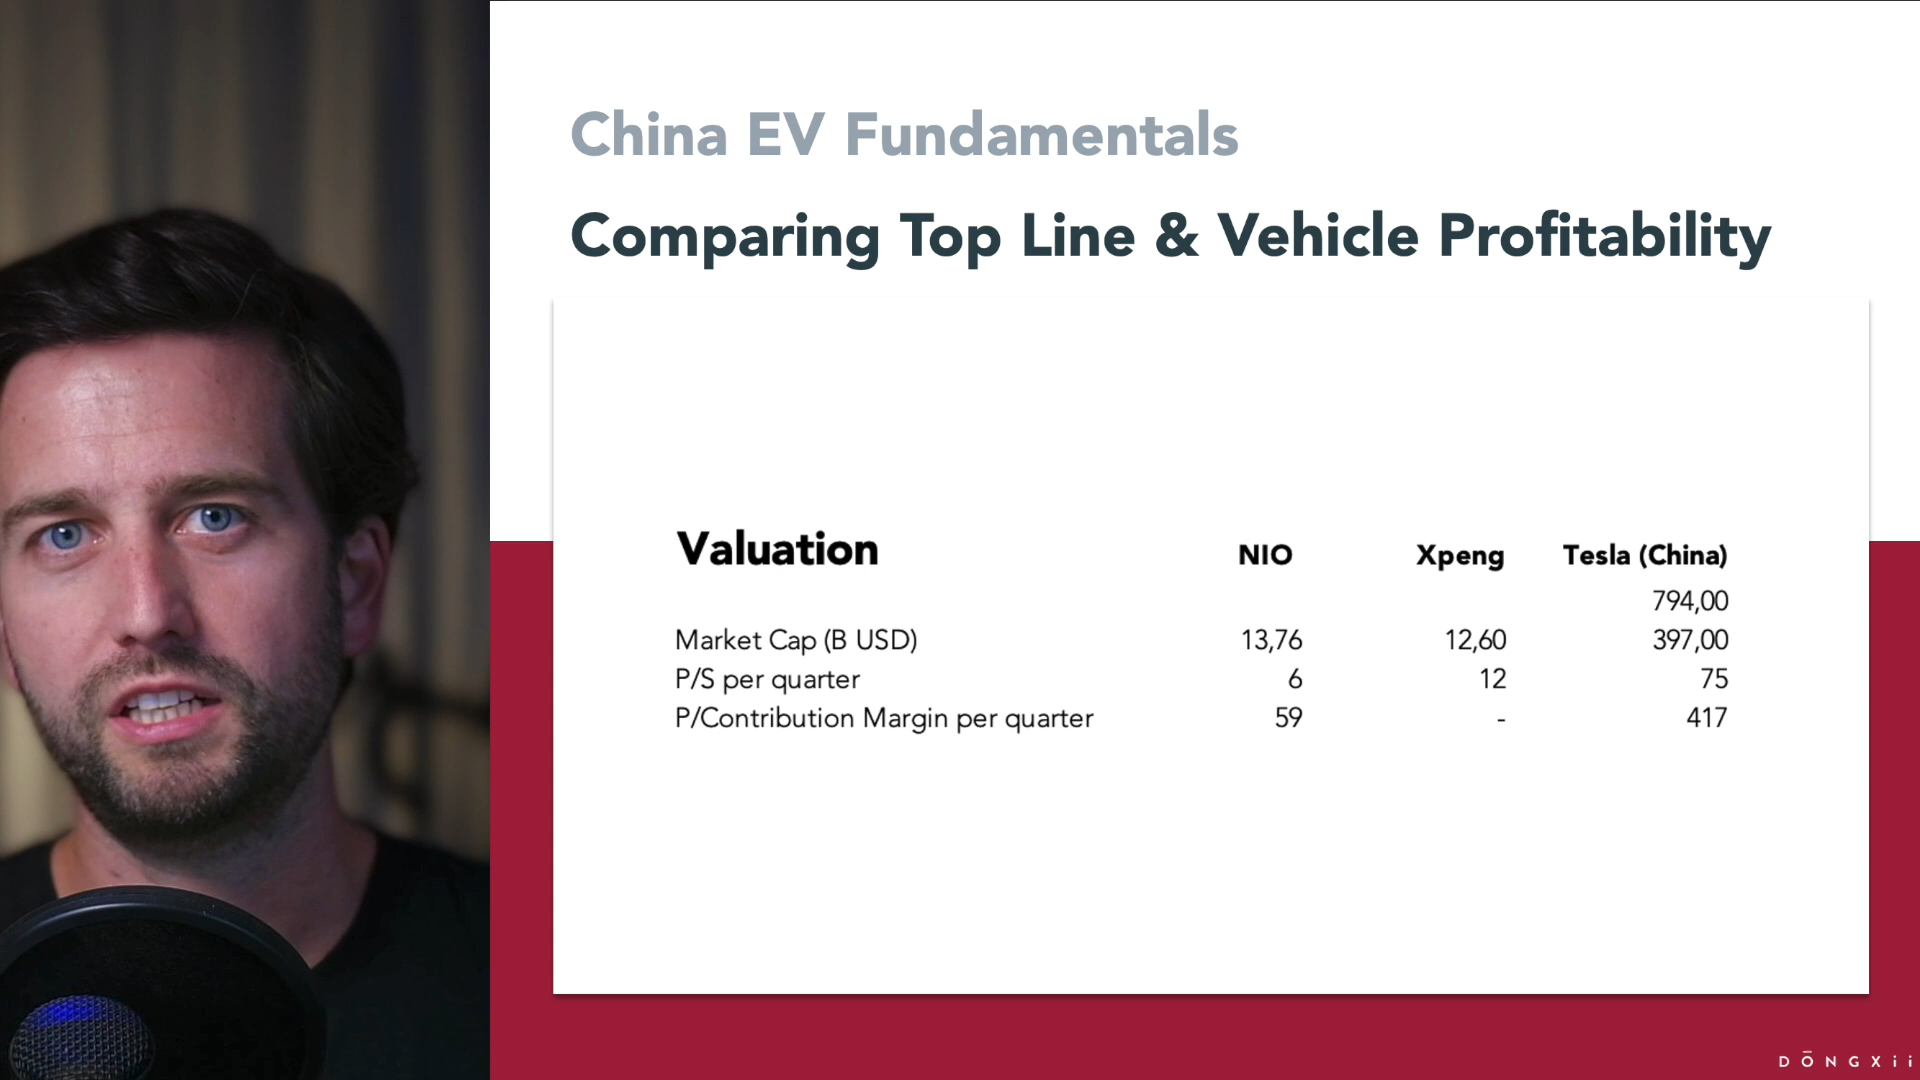 China EV Fundamentals
Comparing Top Line & Vehicle Profitability
Valuation NIO Xpeng Tesla (China)
794,00
Market Cap (B USD) 13,76 12,60 397,00
P/S per quarter 6 12 75
P/Contribution Margin per quarter 59 - 417
DŌNGXii